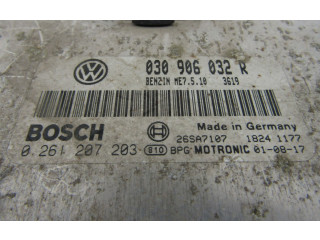 030 906 032 R
BENZIN ME7.5.10 3619
BOSCH
Made in Germany
26SA7107 1824 1177
0 261 207 203 910 BPG MOTRONIC 01-08-17